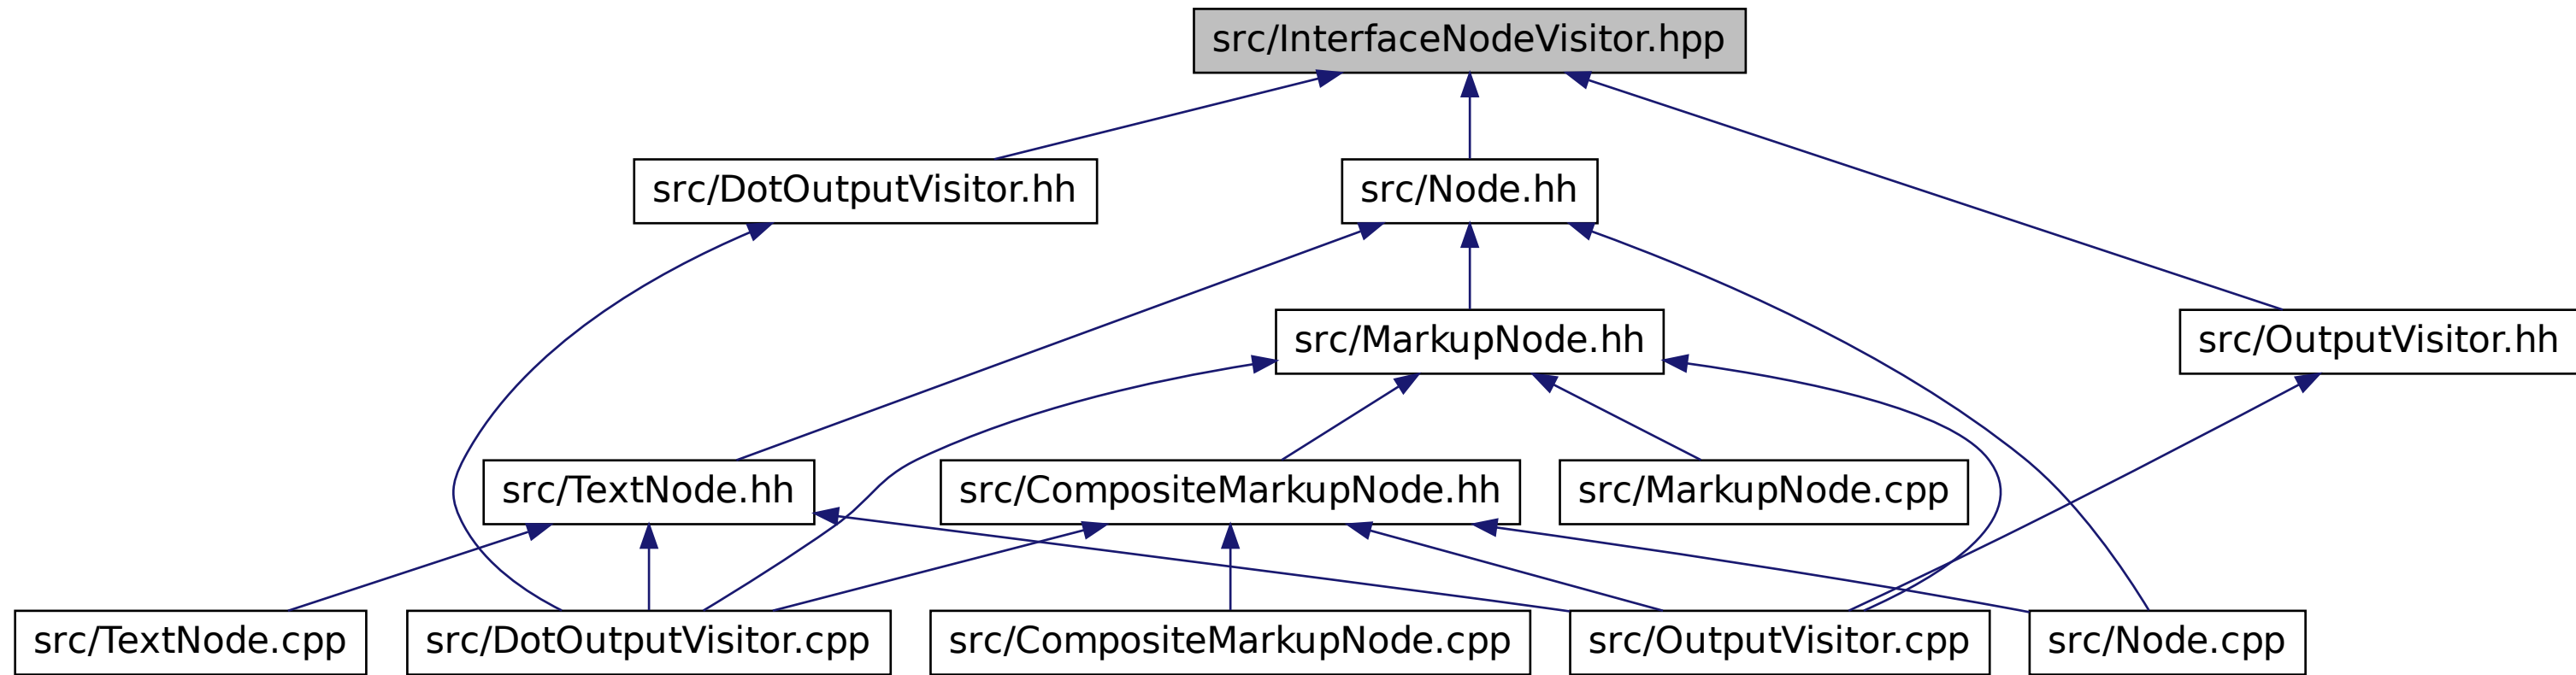 src/InterfaceNodeVisitor.hpp
src/DotOutputVisitor.hh
src/Node.hh
src/MarkupNode.hh
src/OutputVisitor.hh
src/TextNode.hh
src/CompositeMarkupNode.hh
src/MarkupNode.cpp
src/TextNode.cpp
src/DotOutputVisitor.cpp
src/CompositeMarkupNode.cpp
src/OutputVisitor.cpp
src/Node.cpp